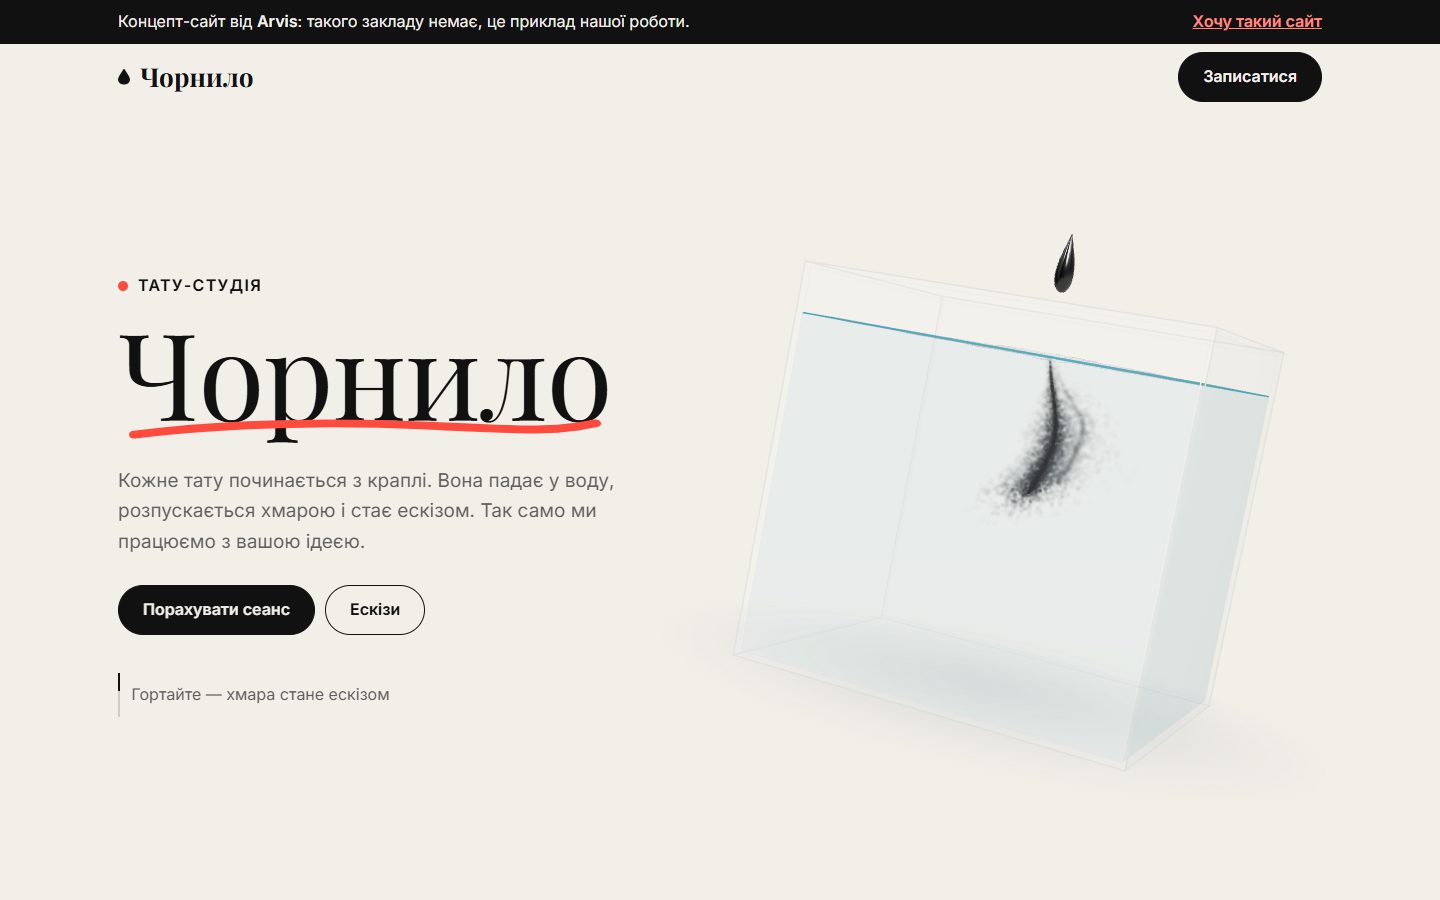 Концепт-сайт від Arvis: такого закладу немає, це приклад нашої роботи.
Хочу такий сайт
Чорнило
Записатися
ТАТУ-СТУДІЯ
Чорнило
Кожне тату починається з краплі. Вона падає у воду,
розпускається хмарою і стає ескізом. Так само ми
працюємо з вашою ідеєю.
Порахувати сеанс
Ескізи
Гортайте — хмара стане ескізом